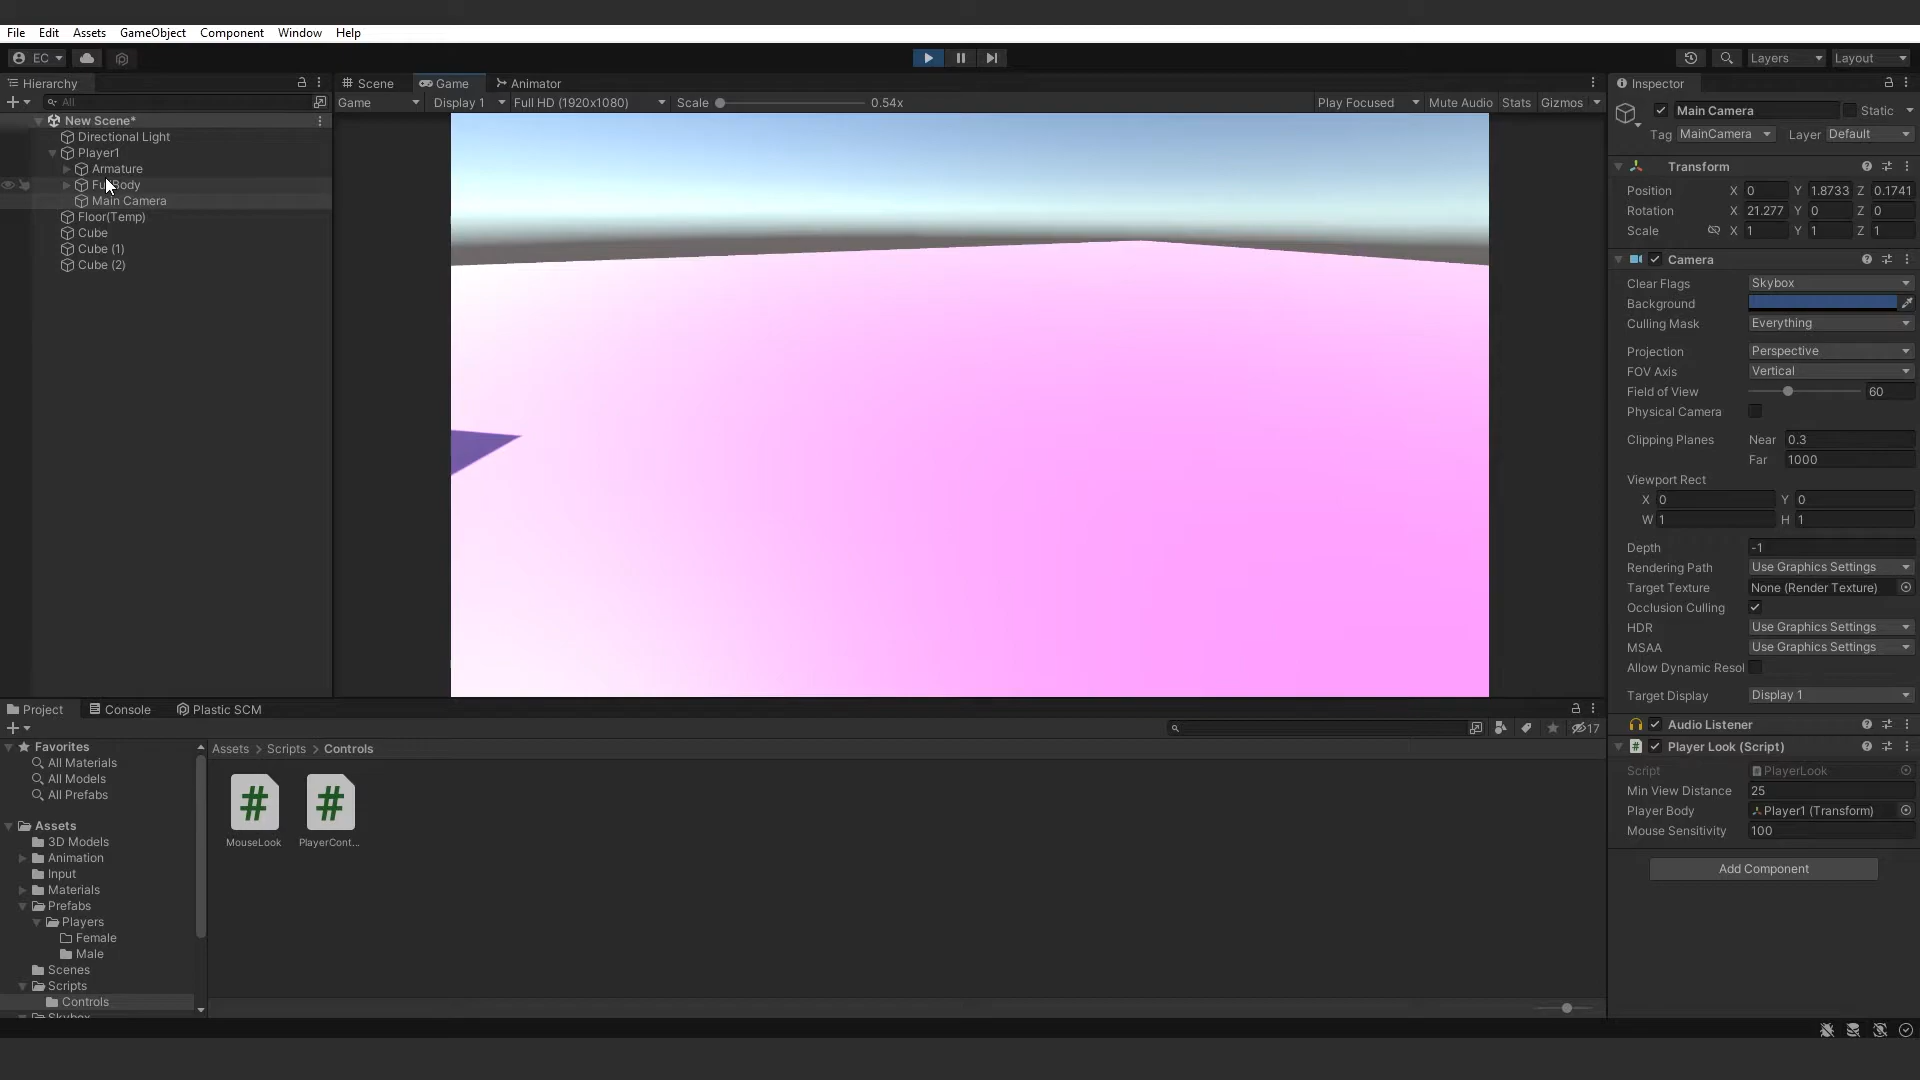 File Edit Assets GameObject Component Window Help
EC
Layers Layout
Hierarchy
All
New Scene*
Directional Light
Player1
Armature
Main Camera
Floor(Temp)
Cube
Cube (1)
Cube (2)
Scene Game Animator
Game Display 1 Full HD (1920x1080) Scale 0.54x Play Focused Mute Audio Stats Gizmos
Inspector
Main Camera Static
Tag MainCamera Layer Default
Transform
Position X 0 Y 1.8733 Z 0.1741
Rotation X 21.277 Y 0 Z 0
Scale X 1 Y 1 Z 1
Camera
Clear Flags Skybox
Background
Culling Mask Everything
Projection Perspective
FOV Axis Vertical
Field of View 60
Physical Camera
Clipping Planes Near 0.3
Far 1000
Viewport Rect
X 0 Y 0
W 1 H 1
Depth -1
Rendering Path Use Graphics Settings
Target Texture None (Render Texture)
Occlusion Culling
HDR Use Graphics Settings
MSAA Use Graphics Settings
Allow Dynamic Resol
Target Display Display 1
Audio Listener
# Player Look (Script)
Script PlayerLook
Min View Distance 25
Player Body Player1 (Transform)
Mouse Sensitivity 100
Add Component
Project Console Plastic SCM
17
Favorites
All Materials
All Models
All Prefabs
Assets
3D Models
Animation
Input
Materials
Prefabs
Players
Female
Male
Scenes
Scripts
Controls
Assets > Scripts > Controls
# #
MouseLook PlayerCont...